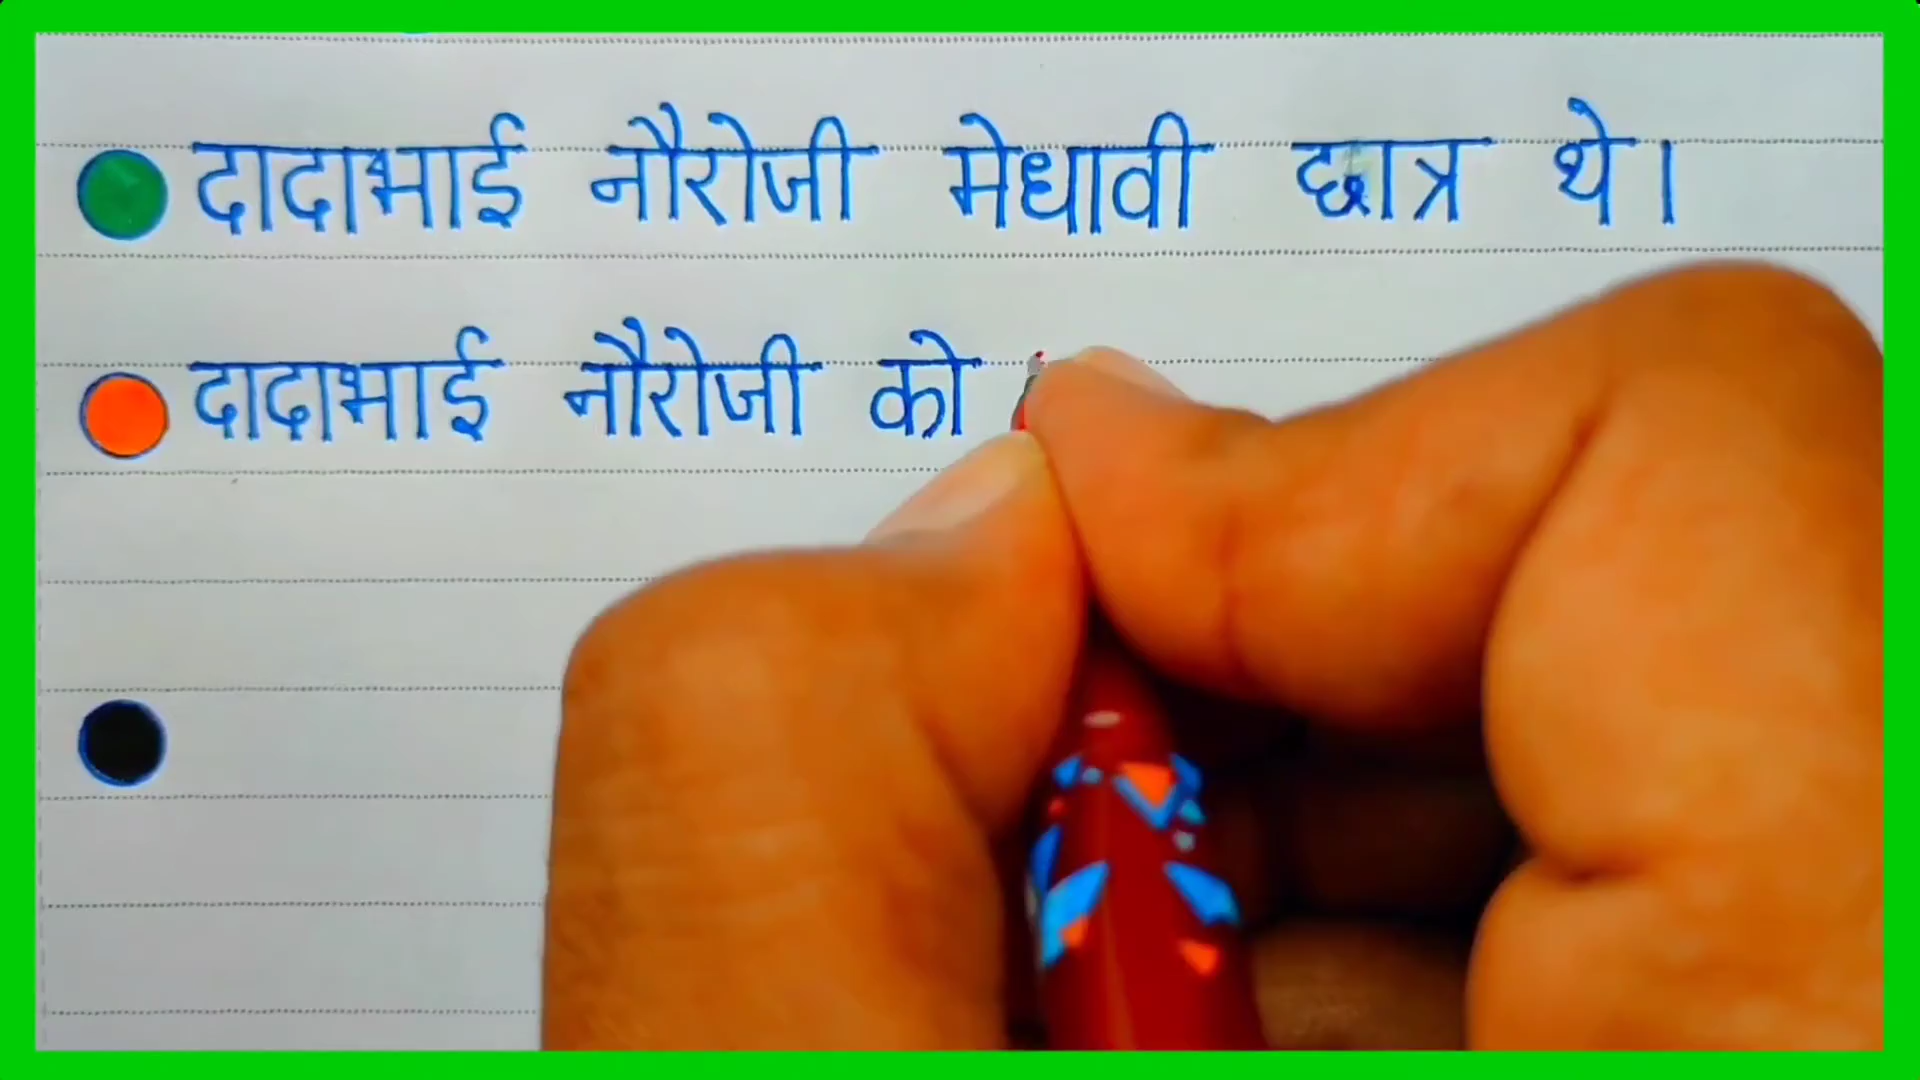 दादाभाई नौरोजी मेधावी छात्र थे।
दादाभाई नौरोजी को